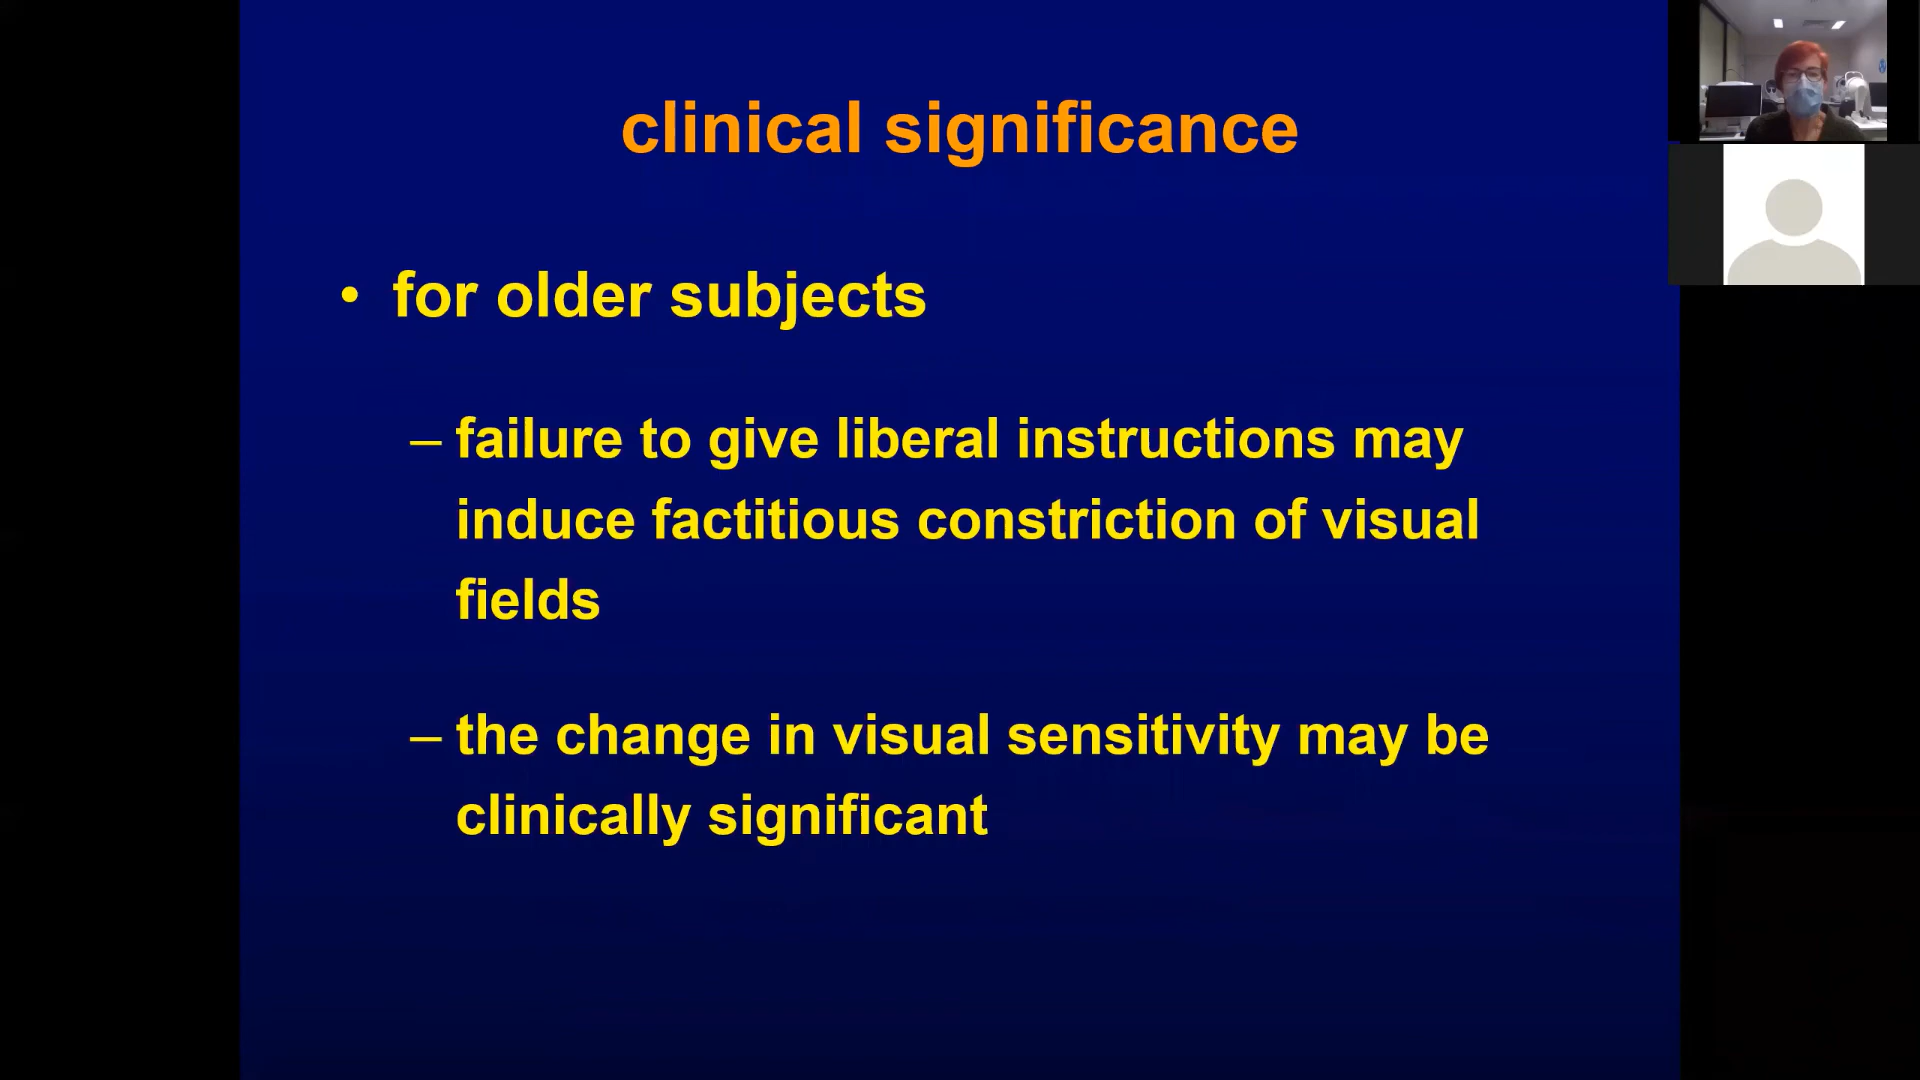 clinical significance
• for older subjects
– failure to give liberal instructions may
induce factitious constriction of visual
fields
– the change in visual sensitivity may be
clinically significant